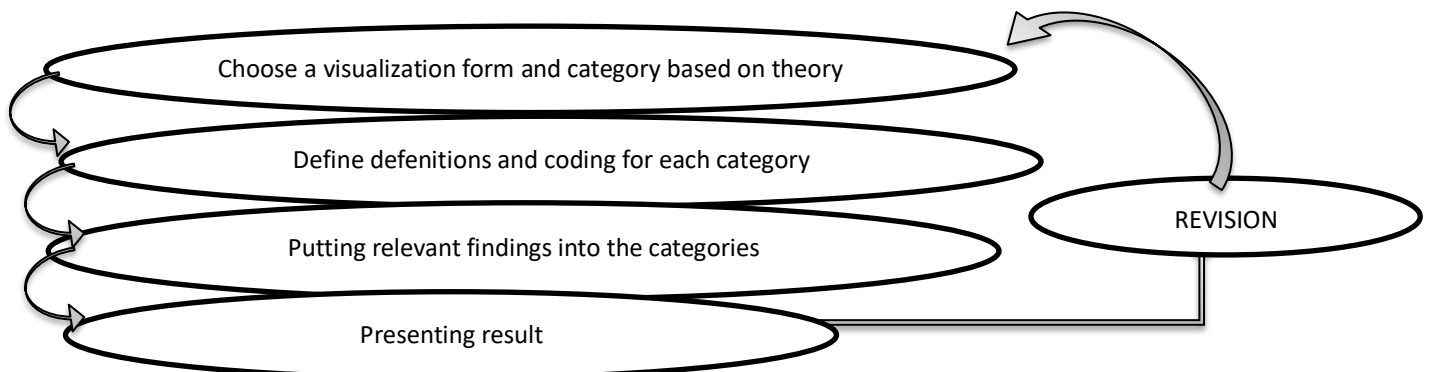 Choose a visualization form and category based on theory
Define defenitions and coding for each category
REVISION
Putting relevant findings into the categories
Presenting result